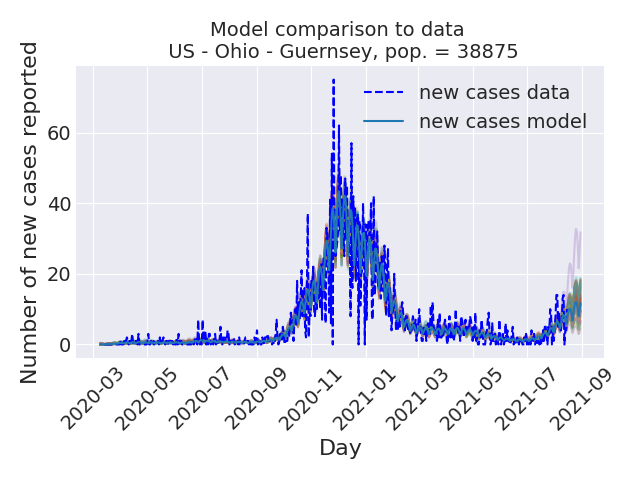 Model comparison to data
US - Ohio - Guernsey, pop. = 38875
Number of new cases reported
new cases data
new cases model
60
40
20
0
2020-03
2020-05
2020-07
2020-09
2020-11
2021-01
2021-03
2021-05
2021-07
2021-09
Day